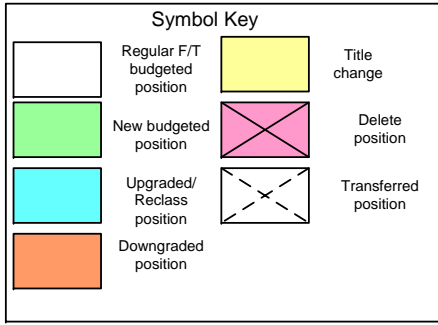 Symbol Key
Regular F/T
budgeted
position
Title
change
New budgeted
position
Delete
position
Upgraded/
Reclass
position
Transferred
position
Downgraded
position